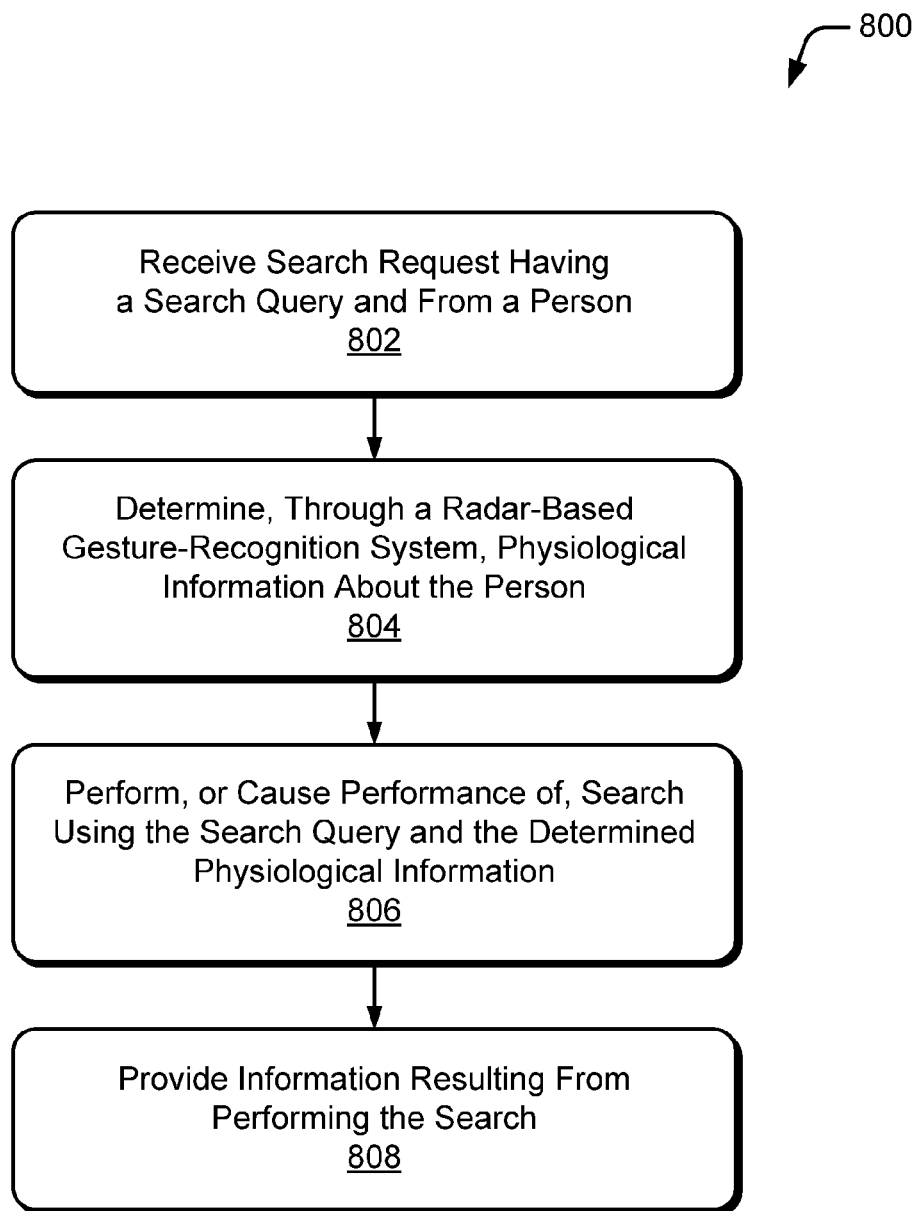 800
Receive Search Request Having
a Search Query and From a Person
802
Determine, Through a Radar-Based
Gesture-Recognition System, Physiological
Information About the Person
804
Perform, or Cause Performance of, Search
Using the Search Query and the Determined
Physiological Information
806
Provide Information Resulting From
Performing the Search
808